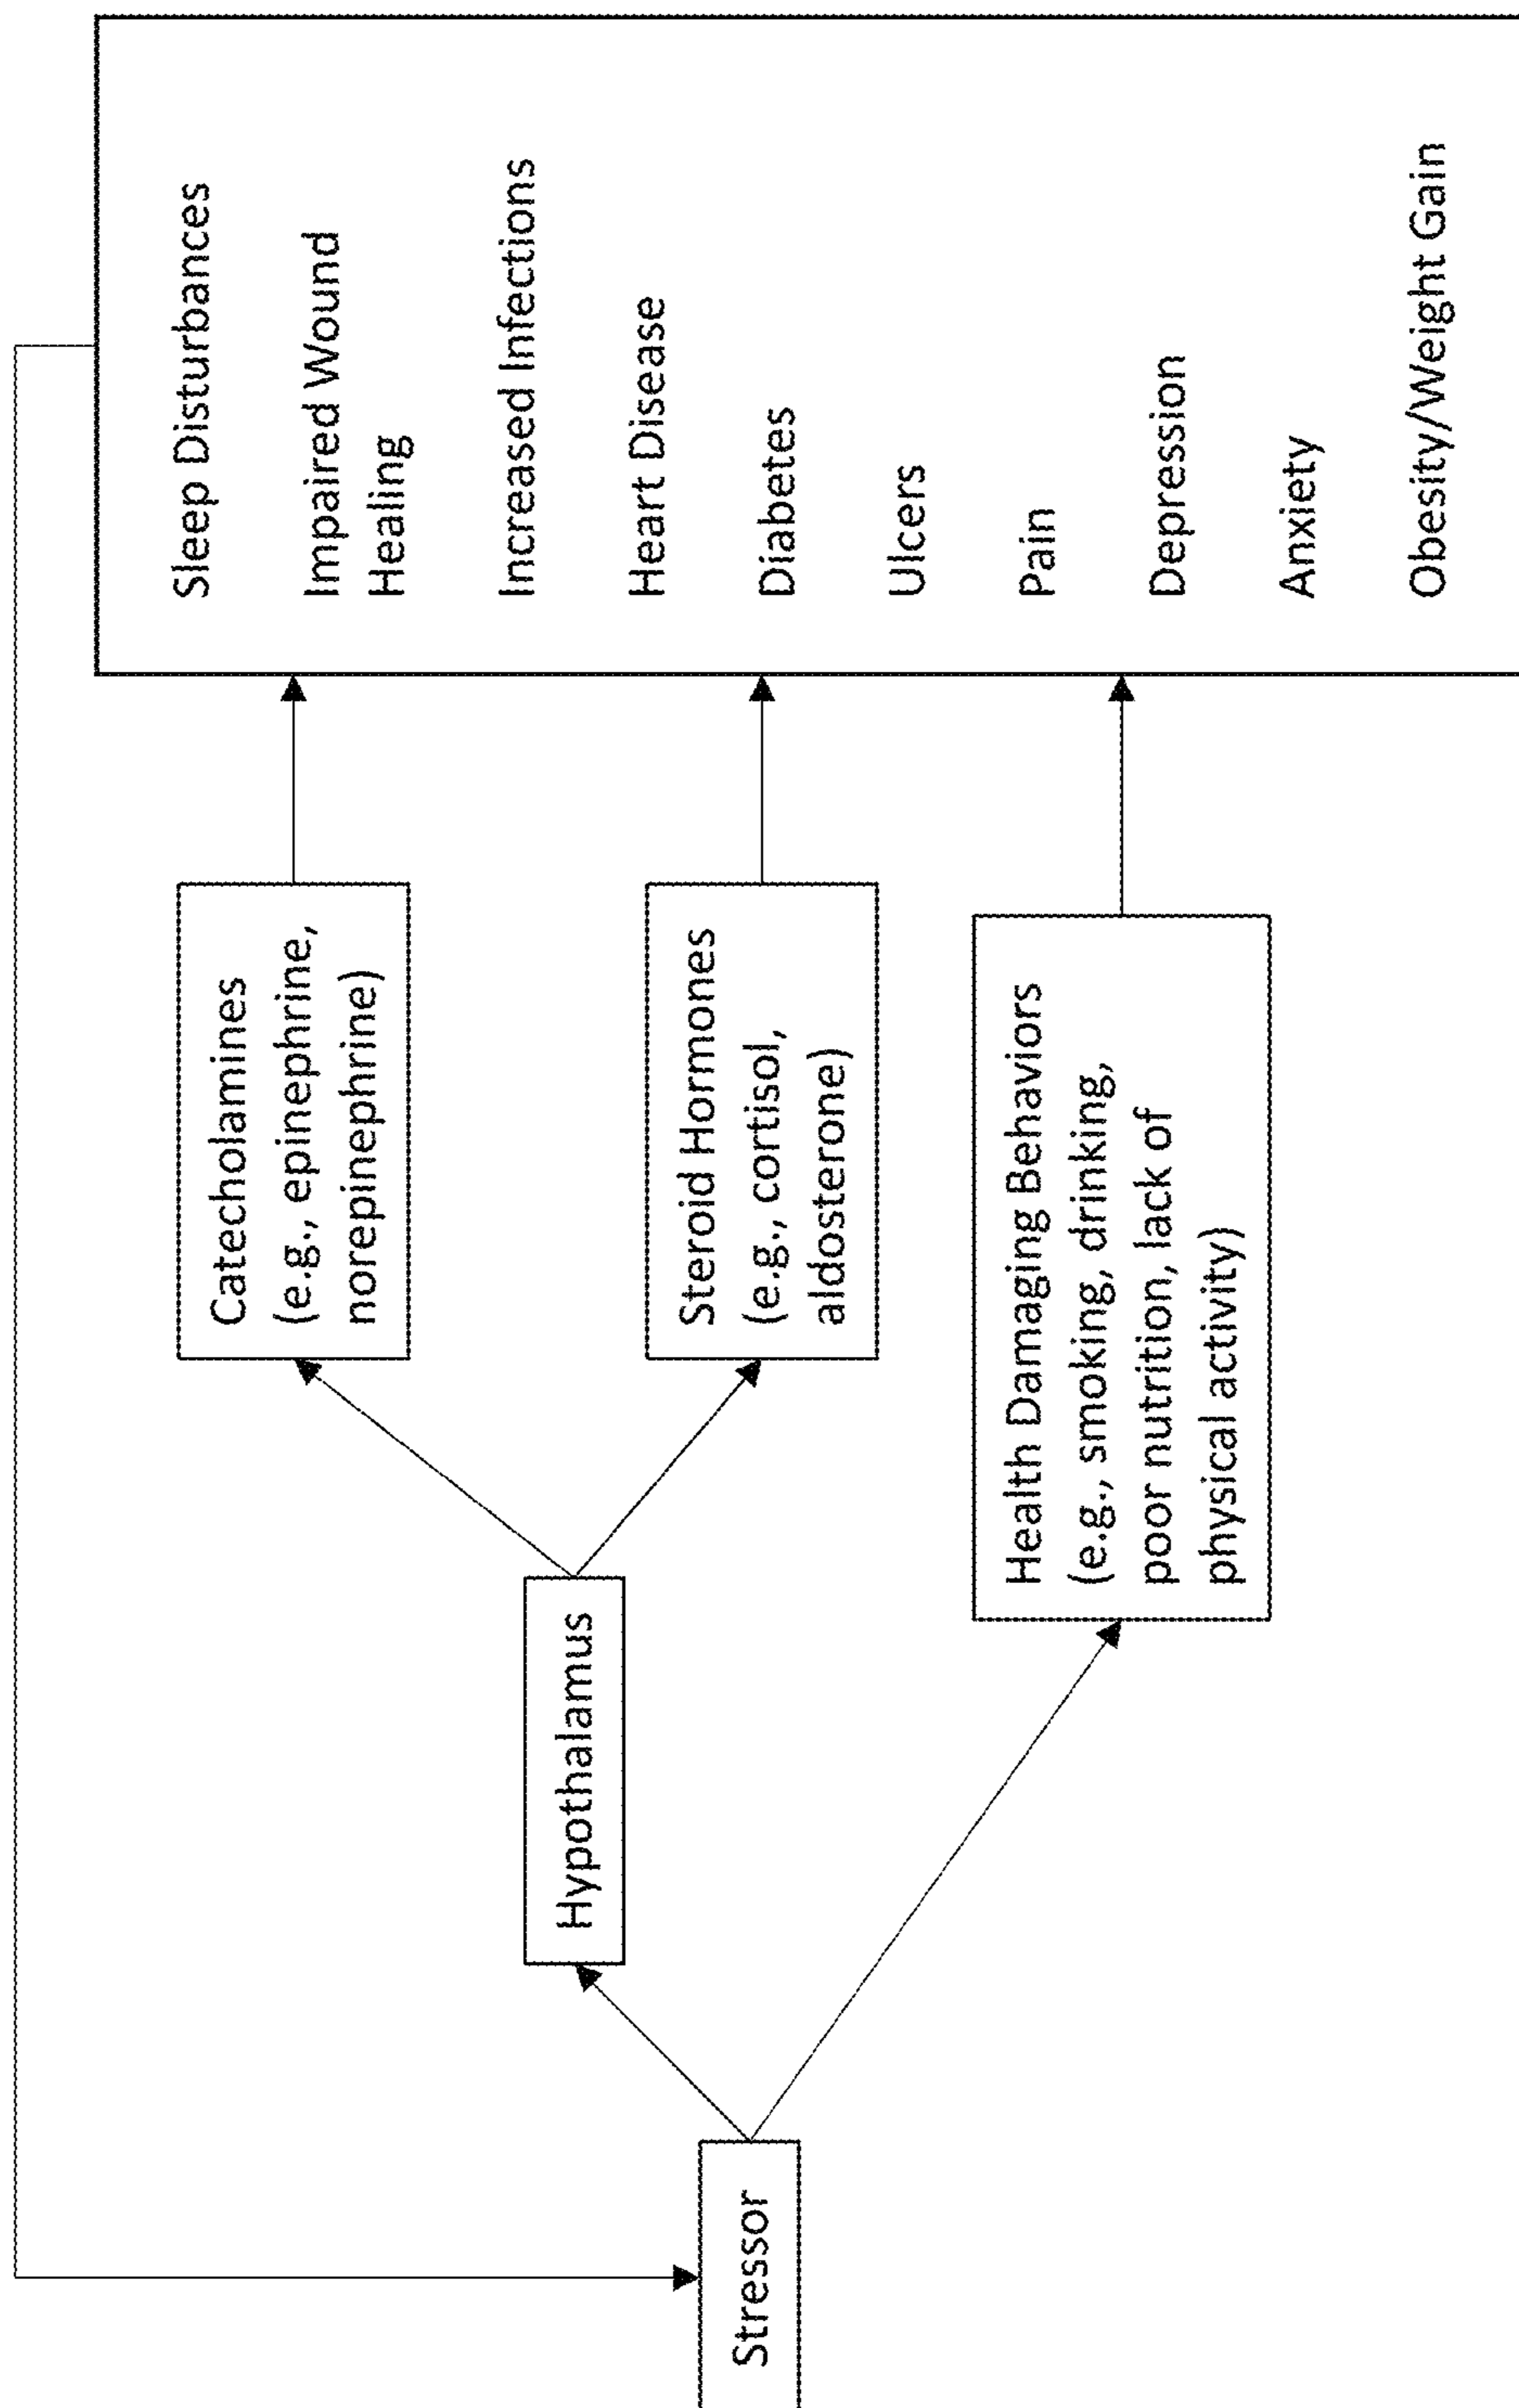 Stressor
Hypothalamus
Catecholamines
(e.g., epinephrine,
norepinephrine)
Steroid Hormones
(e.g., cortisol,
aldosterone)
Health Damaging Behaviors
(e.g., smoking, drinking,
poor nutrition, lack of
physical activity)
Sleep Disturbances
Impaired Wound
Healing
Increased Infections
Heart Disease
Diabetes
Ulcers
Pain
Depression
Anxiety
Obesity/Weight Gain